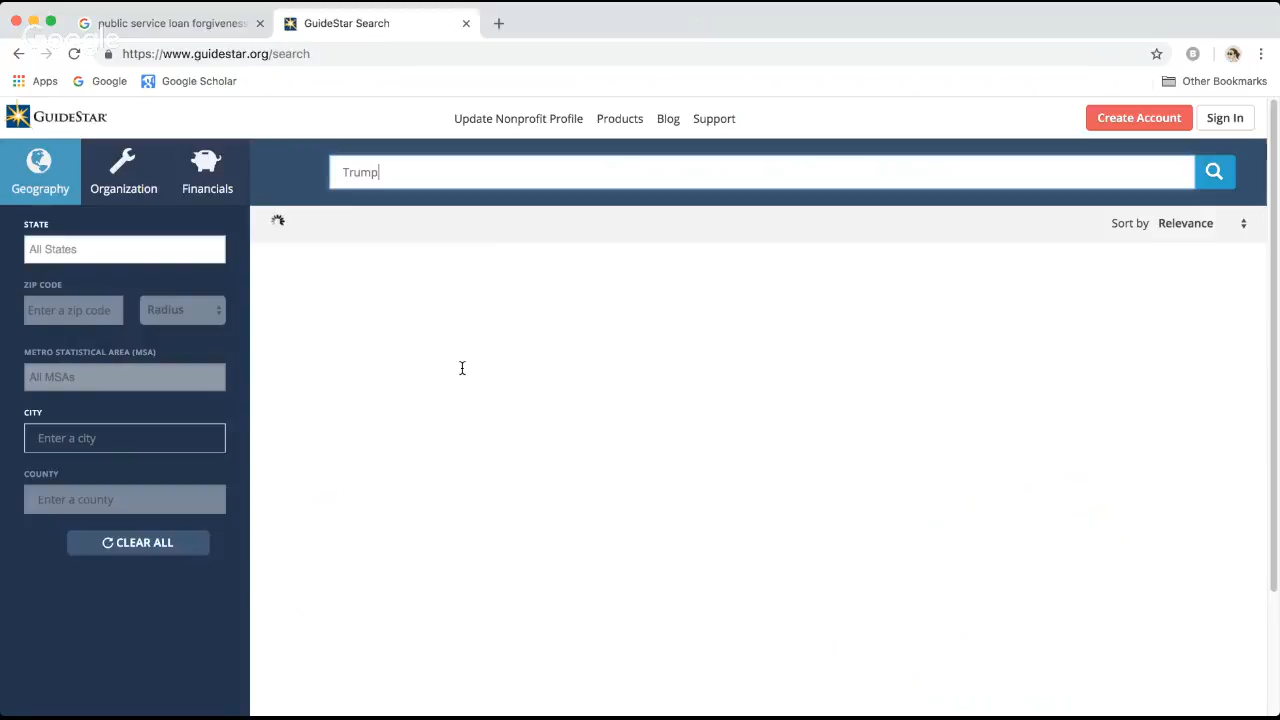 public service loan forgiveness
GuideStar Search
Google
https://www.guidestar.org/search
B
Apps
Google
Google Scholar
Other Bookmarks
GUIDESTAR
Update Nonprofit Profile
Products
Blog
Support
Create Account
Sign In
Geography
Organization
Financials
Trump
Sort by Relevance
STATE
All States
ZIP CODE
Enter a zip code
Radius
METRO STATISTICAL AREA (MSA)
All MSAs
CITY
Enter a city
COUNTY
Enter a county
CLEAR ALL